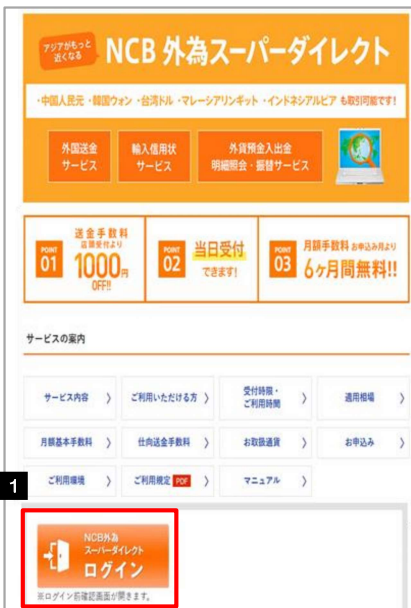 アジアがもっと
近くなる
NCB 外為スーパーダイレクト
・中国人民元・韓国ウォン・台湾ドル・マレーシアリンギット・インドネシアルピア も取引可能です!
外国送金
サービス
輸入信用状
サービス
外貨預金入出金
明細照会・振替サービス
POINT
01
送金手数料
店頭受付より
1000円
OFF!!
POINT
02
当日受付
できます!
POINT
03
月額手数料 お申込み月より
6ヶ月間無料!!
サービスの案内
サービス内容 〉
ご利用いただける方 〉
受付時限・
ご利用時間 〉
適用相場 〉
月額基本手数料 〉
仕向送金手数料 〉
お取扱通貨 〉
お申込み 〉
1
ご利用環境 〉
ご利用規定 PDF 〉
マニュアル 〉
NCB外為
スーパーダイレクト
ログイン
※ログイン前確認画面が開きます。